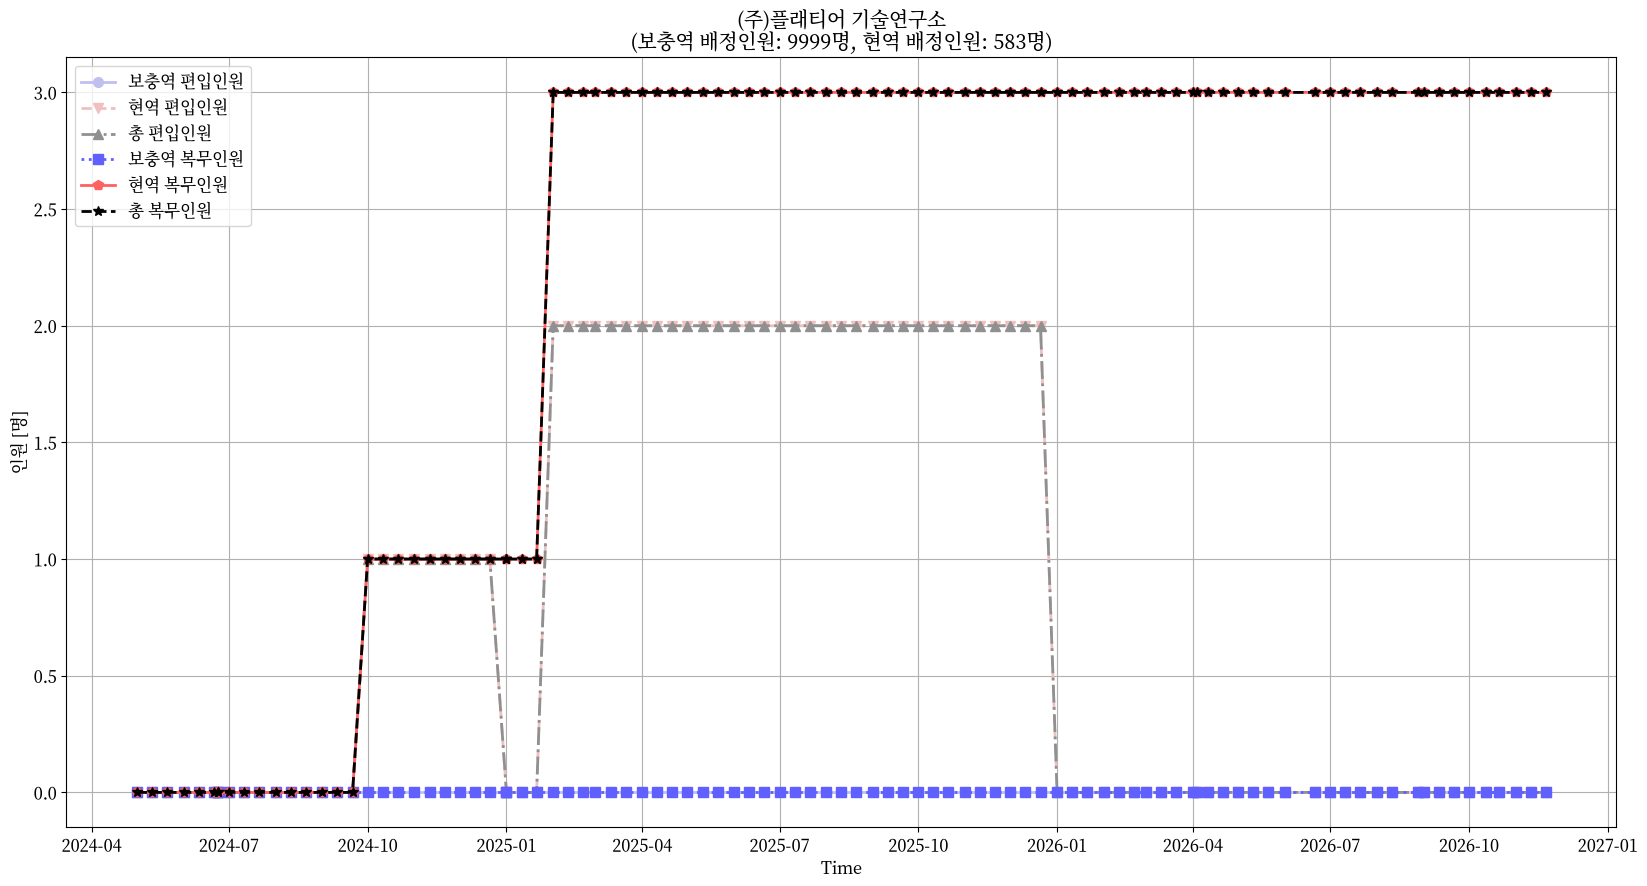 (주)플래티어 기술연구소
(보충역 배정인원: 9999명, 현역 배정인원: 583명)
보충역 편입인원
현역 편입인원
총 편입인원
보충역 복무인원
현역 복무인원
총 복무인원
인원 [명]
3.0
2.5
2.0
1.5
1.0
0.5
0.0
2024-04 2024-07 2024-10 2025-01 2025-04 2025-07 2025-10 2026-01 2026-04 2026-07 2026-10 2027-01
Time